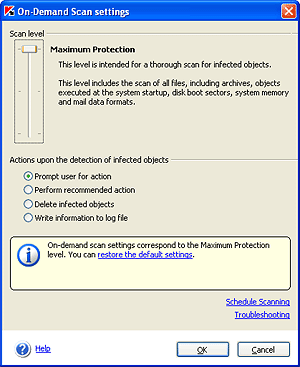 On-Demand Scan settings
Scan level
Maximum Protection
This level is intended for a thorough scan for infected objects.
This level includes the scan of all files, including archives, objects
executed at the system startup, disk boot sectors, system memory
and mail data formats.
Actions upon the detection of infected objects
Prompt user for action
Perform recommended action
Delete infected objects
Write information to log file
On-demand scan settings correspond to the Maximum Protection
level. You can restore the default settings.
Schedule Scanning
Troubleshooting
Help
OK
Cancel